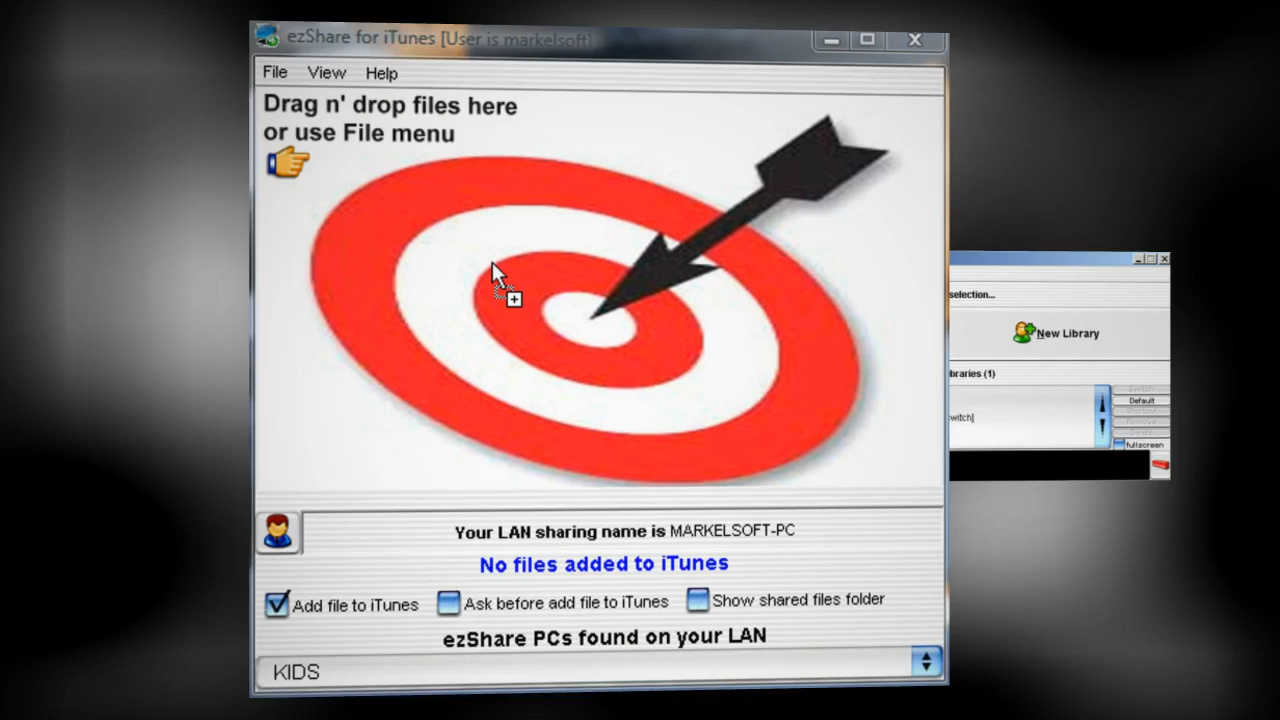 ezShare for iTunes [User is markelsoft]
File View Help
Drag n' drop files here
or use File menu
selection...
New Library
braries (1)
Default
witch]
fullscreen
Your LAN sharing name is MARKELSOFT-PC
No files added to iTunes
Add file to iTunes Ask before add file to iTunes Show shared files folder
ezShare PCs found on your LAN
KIDS